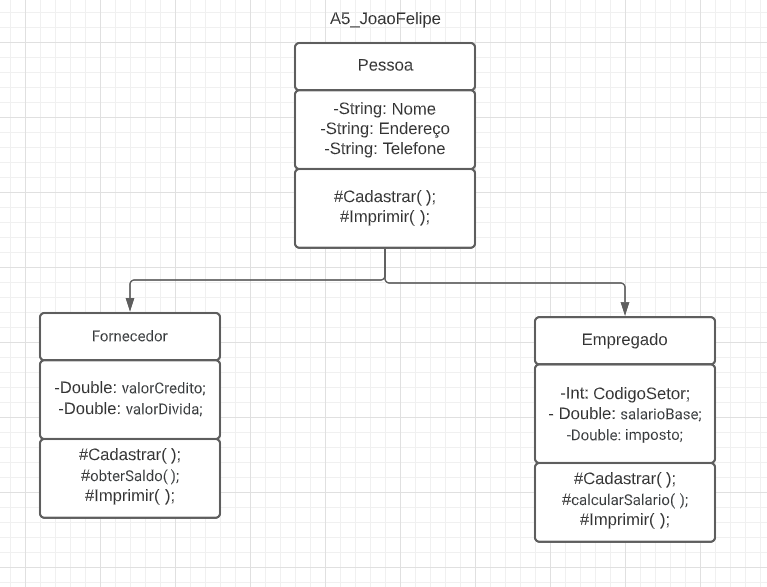 A5_JoaoFelipe
Pessoa
-String: Nome
-String: Endereço
-String: Telefone
#Cadastrar( );
#Imprimir( );
Fornecedor
-Double: valorCredito;
-Double: valorDivida;
#Cadastrar( );
#obterSaldo( );
#Imprimir( );
Empregado
-Int: CodigoSetor;
- Double: salarioBase;
-Double: imposto;
#Cadastrar( );
#calcularSalario( );
#Imprimir( );